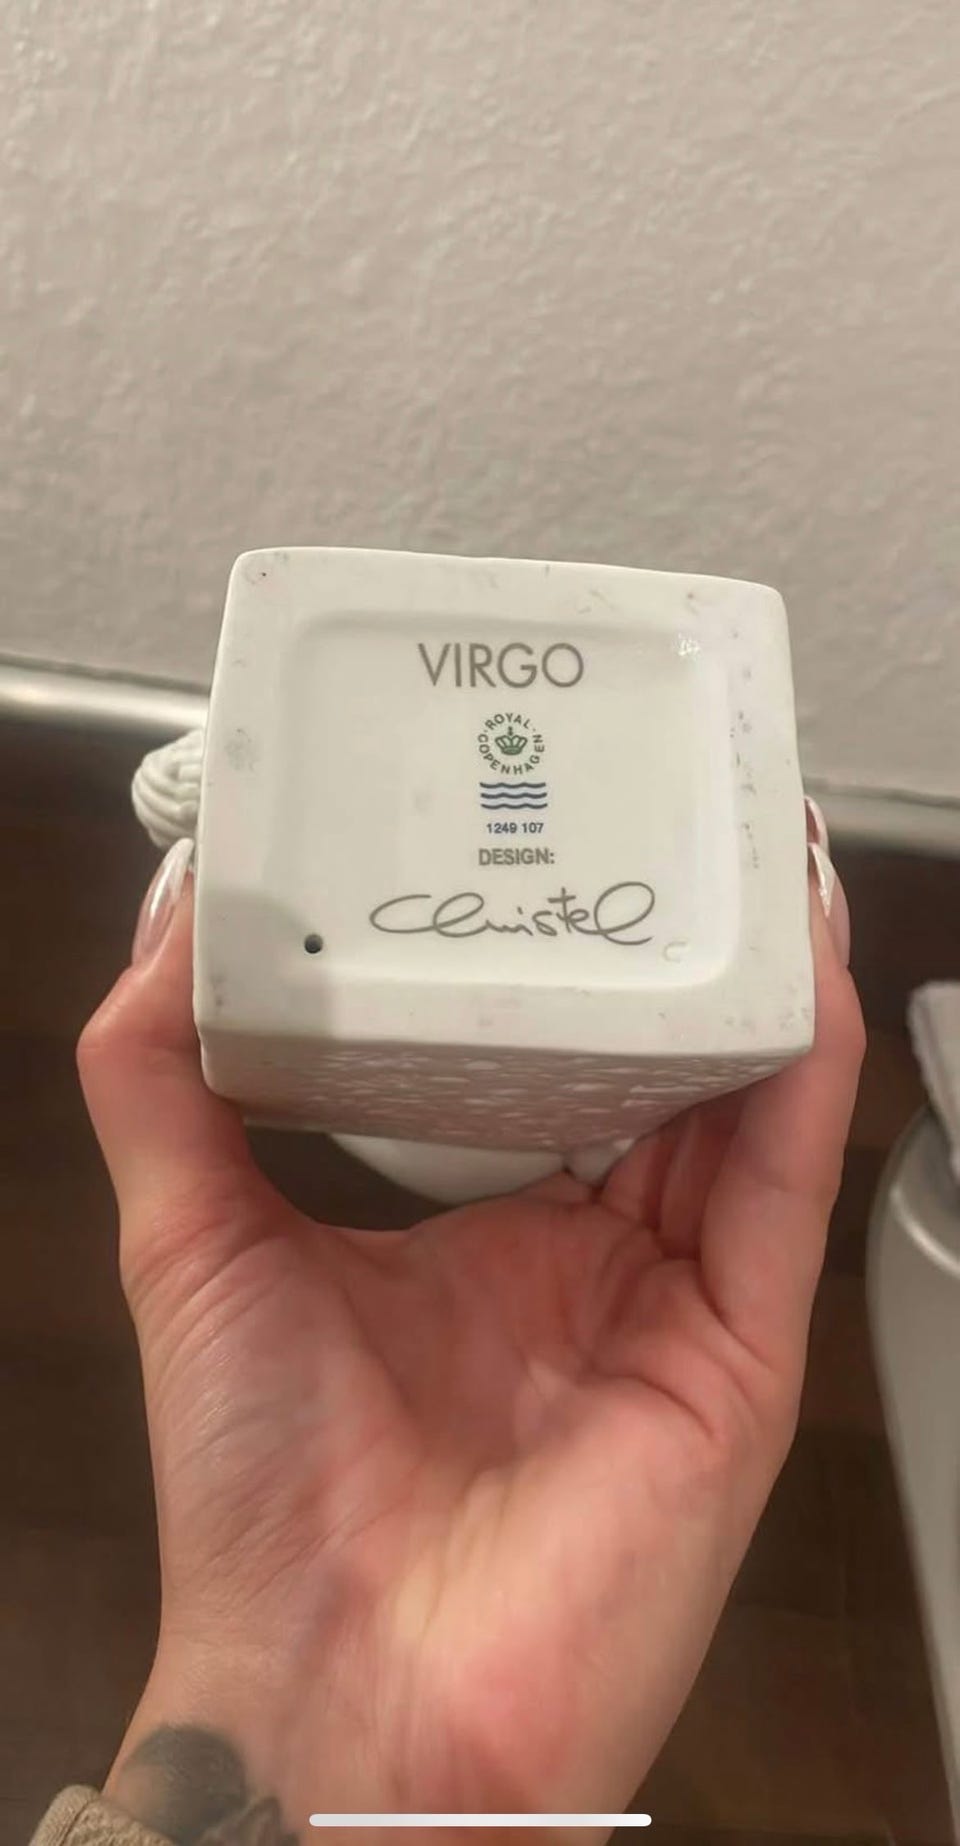 VIRGO
ROYAL
COPENHAGEN
1249 107
DESIGN:
Christel